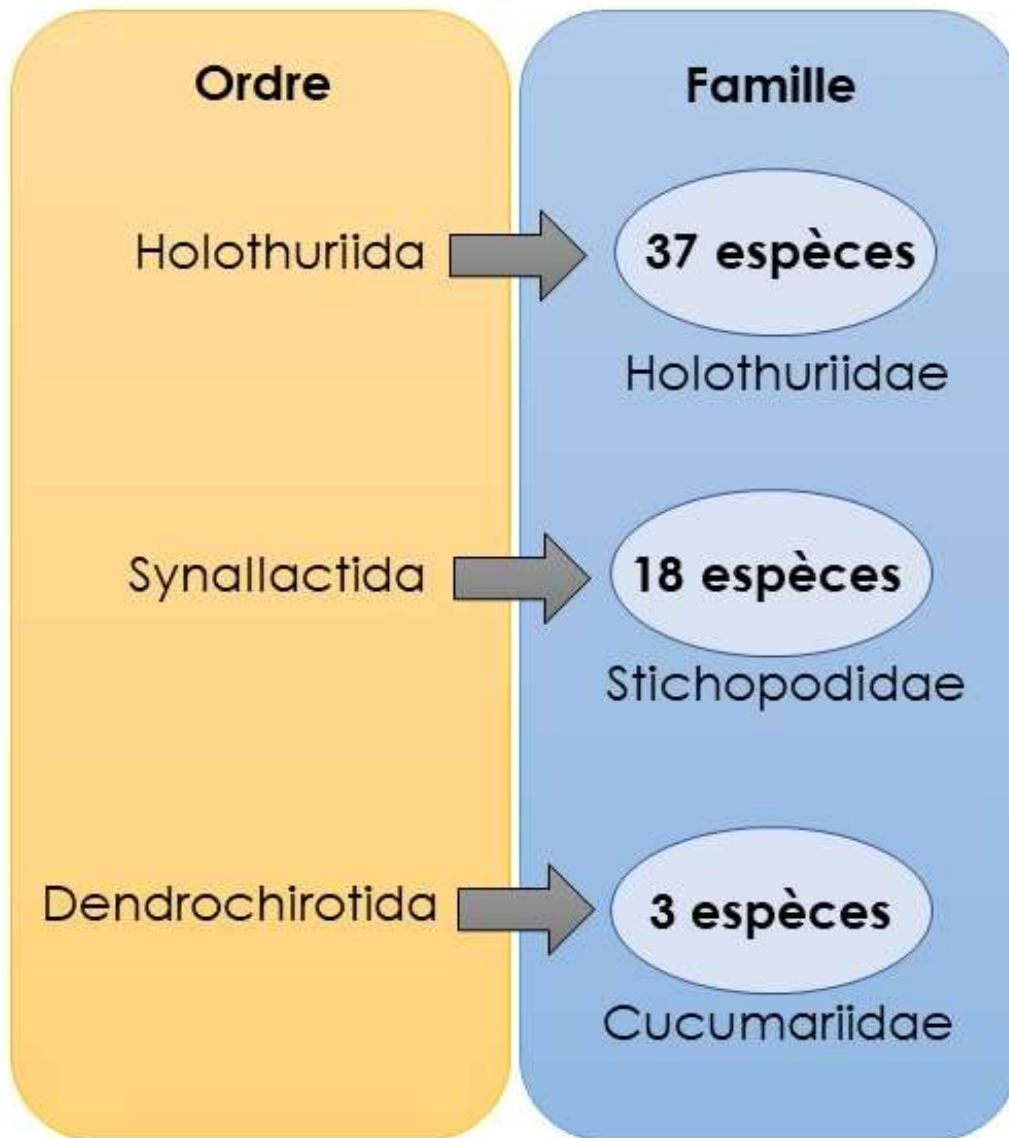 Ordre
Famille
Holothuriida
37 espèces
Holothuriidae
Synallactida
18 espèces
Stichopodidae
Dendrochirotida
3 espèces
Cucumariidae